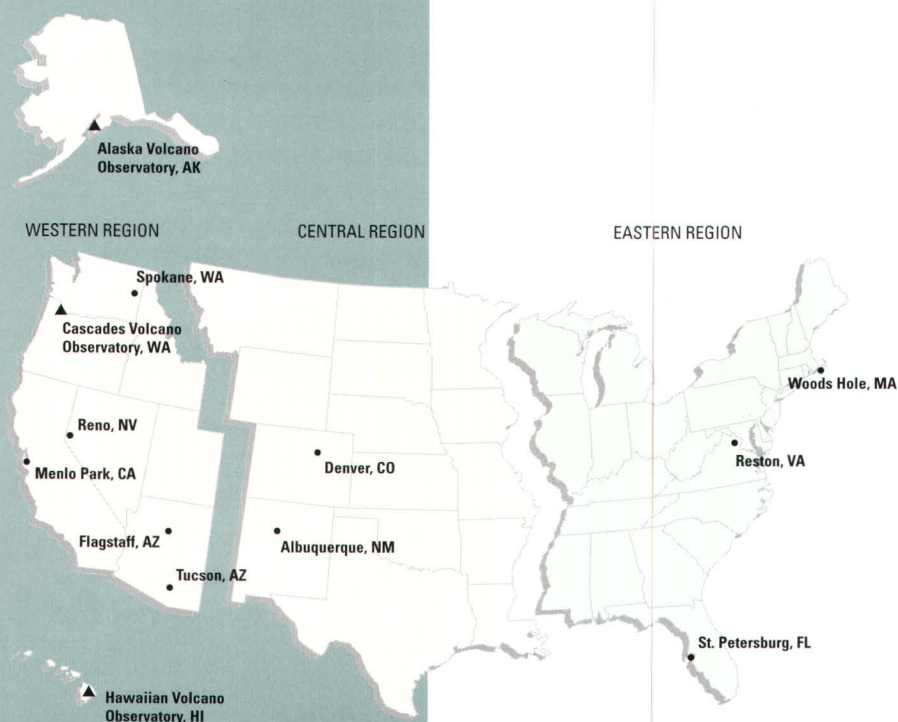 Alaska Volcano
Observatory, AK
WESTERN REGION
CENTRAL REGION
EASTERN REGION
Spokane, WA
Cascades Volcano
Observatory, WA
Woods Hole, MA
Reno, NV
Reston, VA
Denver, CO
Menlo Park, CA
Flagstaff, AZ
Albuquerque, NM
Tucson, AZ
St. Petersburg, FL
Hawaiian Volcano
Observatory, HI